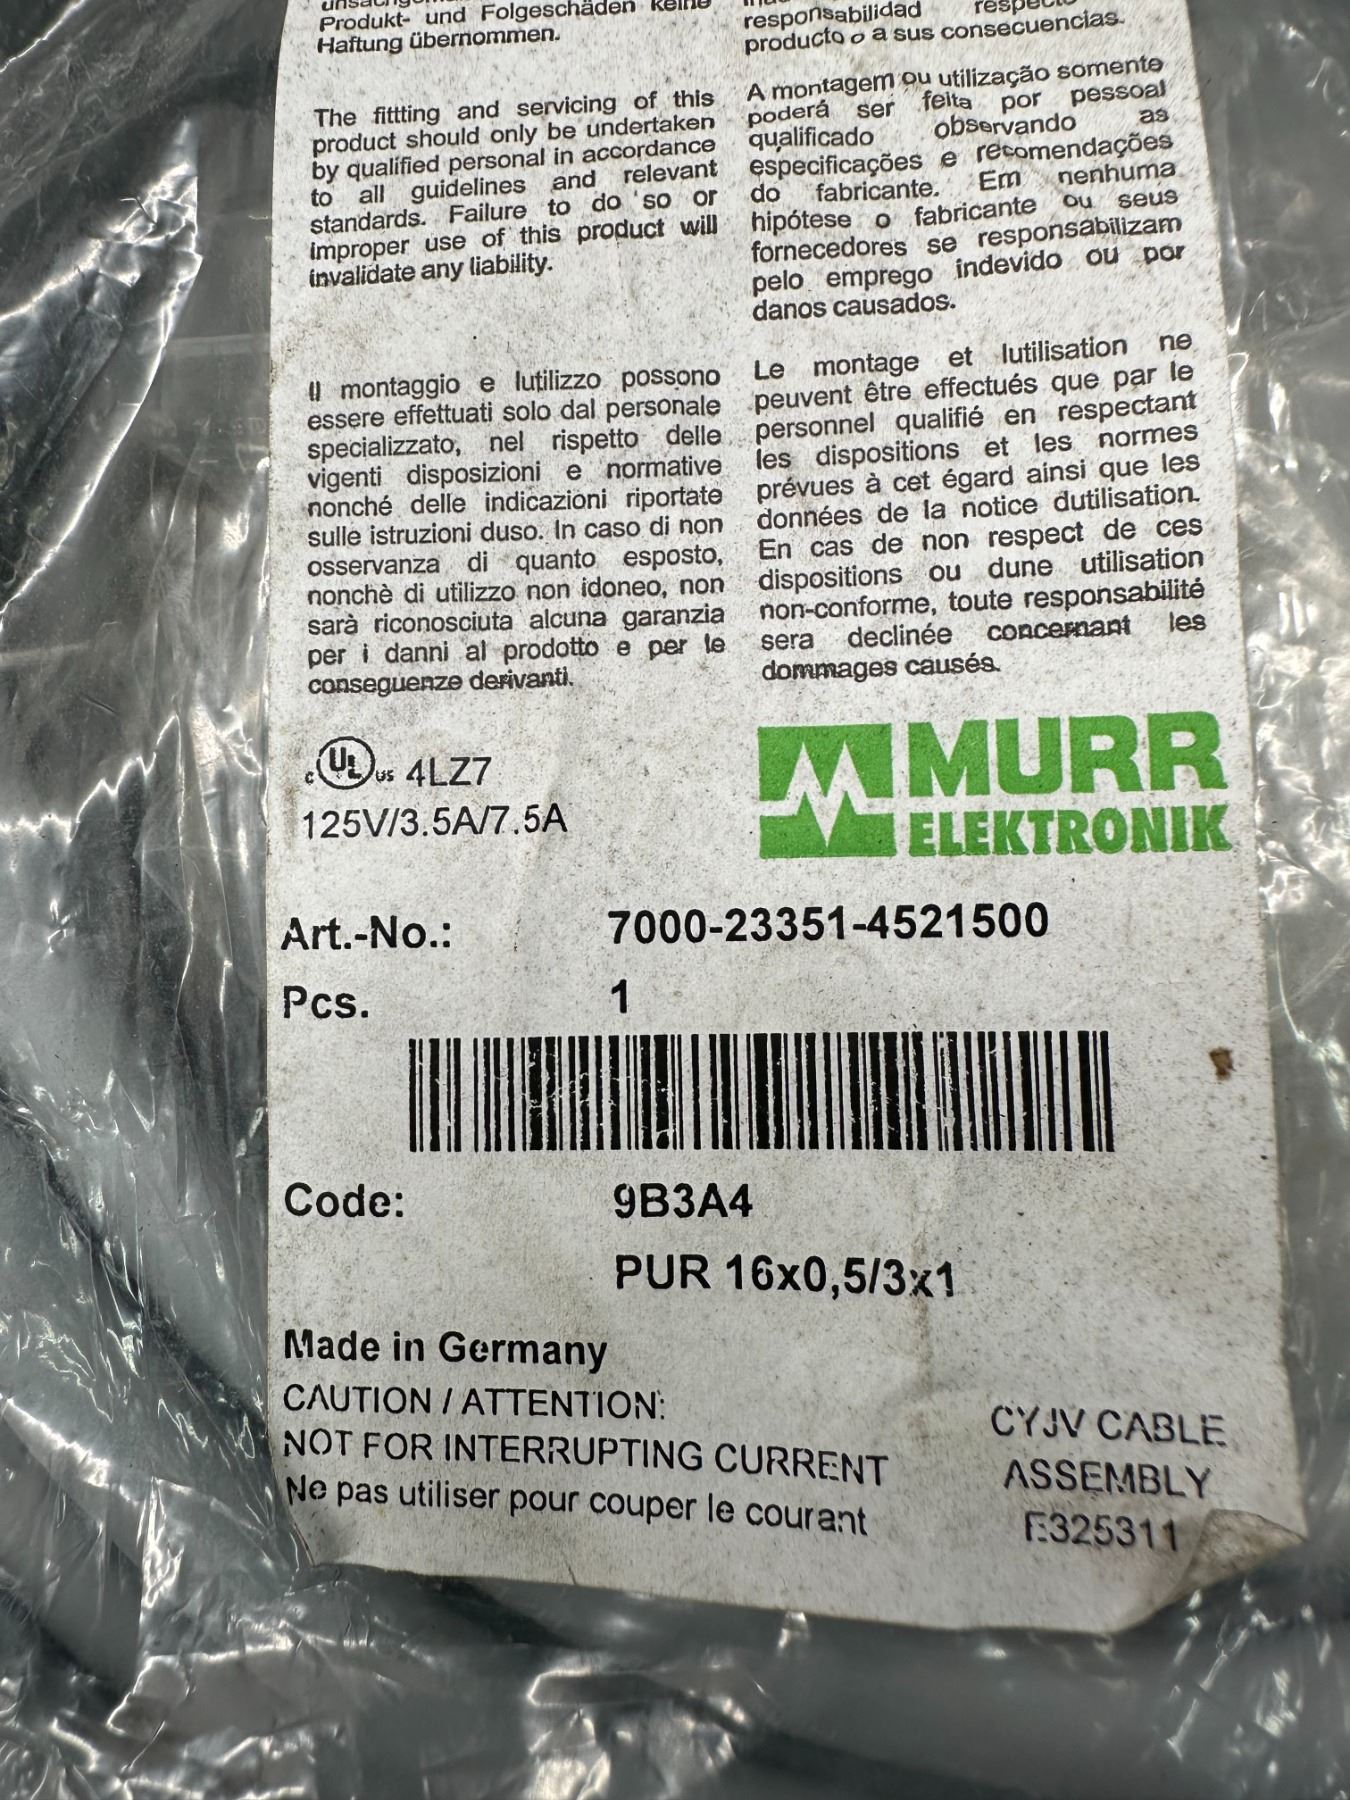 Produkt- und Folgeschäden keine
Haftung übernommen.
responsabilidad
producto o a sus consecuencias.
The fittting and servicing of this
product should only be undertaken
by qualified personal in accordance
to all guidelines and relevant
standards. Failure to do so or
improper use of this product will
invalidate any liability.
A montagem ou utilização somente
poderá ser feita por pessoal
qualificado observando as
especificações e recomendações
do fabricante. Em nenhuma
hipótese o fabricante ou seus
fornecedores se responsabilizam
pelo emprego indevido ou por
danos causados.
Il montaggio e lutilizzo possono
essere effettuati solo dal personale
specializzato, nel rispetto delle
vigenti disposizioni e normative
nonché delle indicazioni riportate
sulle istruzioni duso. In caso di non
osservanza di quanto esposto,
nonchè di utilizzo non idoneo, non
sarà riconosciuta alcuna garanzia
per i danni al prodotto e per le
conseguenze derivanti.
Le montage et lutilisation ne
peuvent être effectués que par le
personnel qualifié en respectant
les dispositions et les normes
prévues à cet égard ainsi que les
données de la notice dutilisation.
En cas de non respect de ces
dispositions ou dune utilisation
non-conforme, toute responsabilité
sera declinée concernant les
dommages causés.
c UL us 4LZ7
125V/3.5A/7.5A
MURR
ELEKTRONIK
Art.-No.: 7000-23351-4521500
Pcs. 1
Code: 9B3A4
PUR 16x0,5/3x1
Made in Germany
CAUTION / ATTENTION:
NOT FOR INTERRUPTING CURRENT
Ne pas utiliser pour couper le courant
CYJV CABLE
ASSEMBLY
E325311